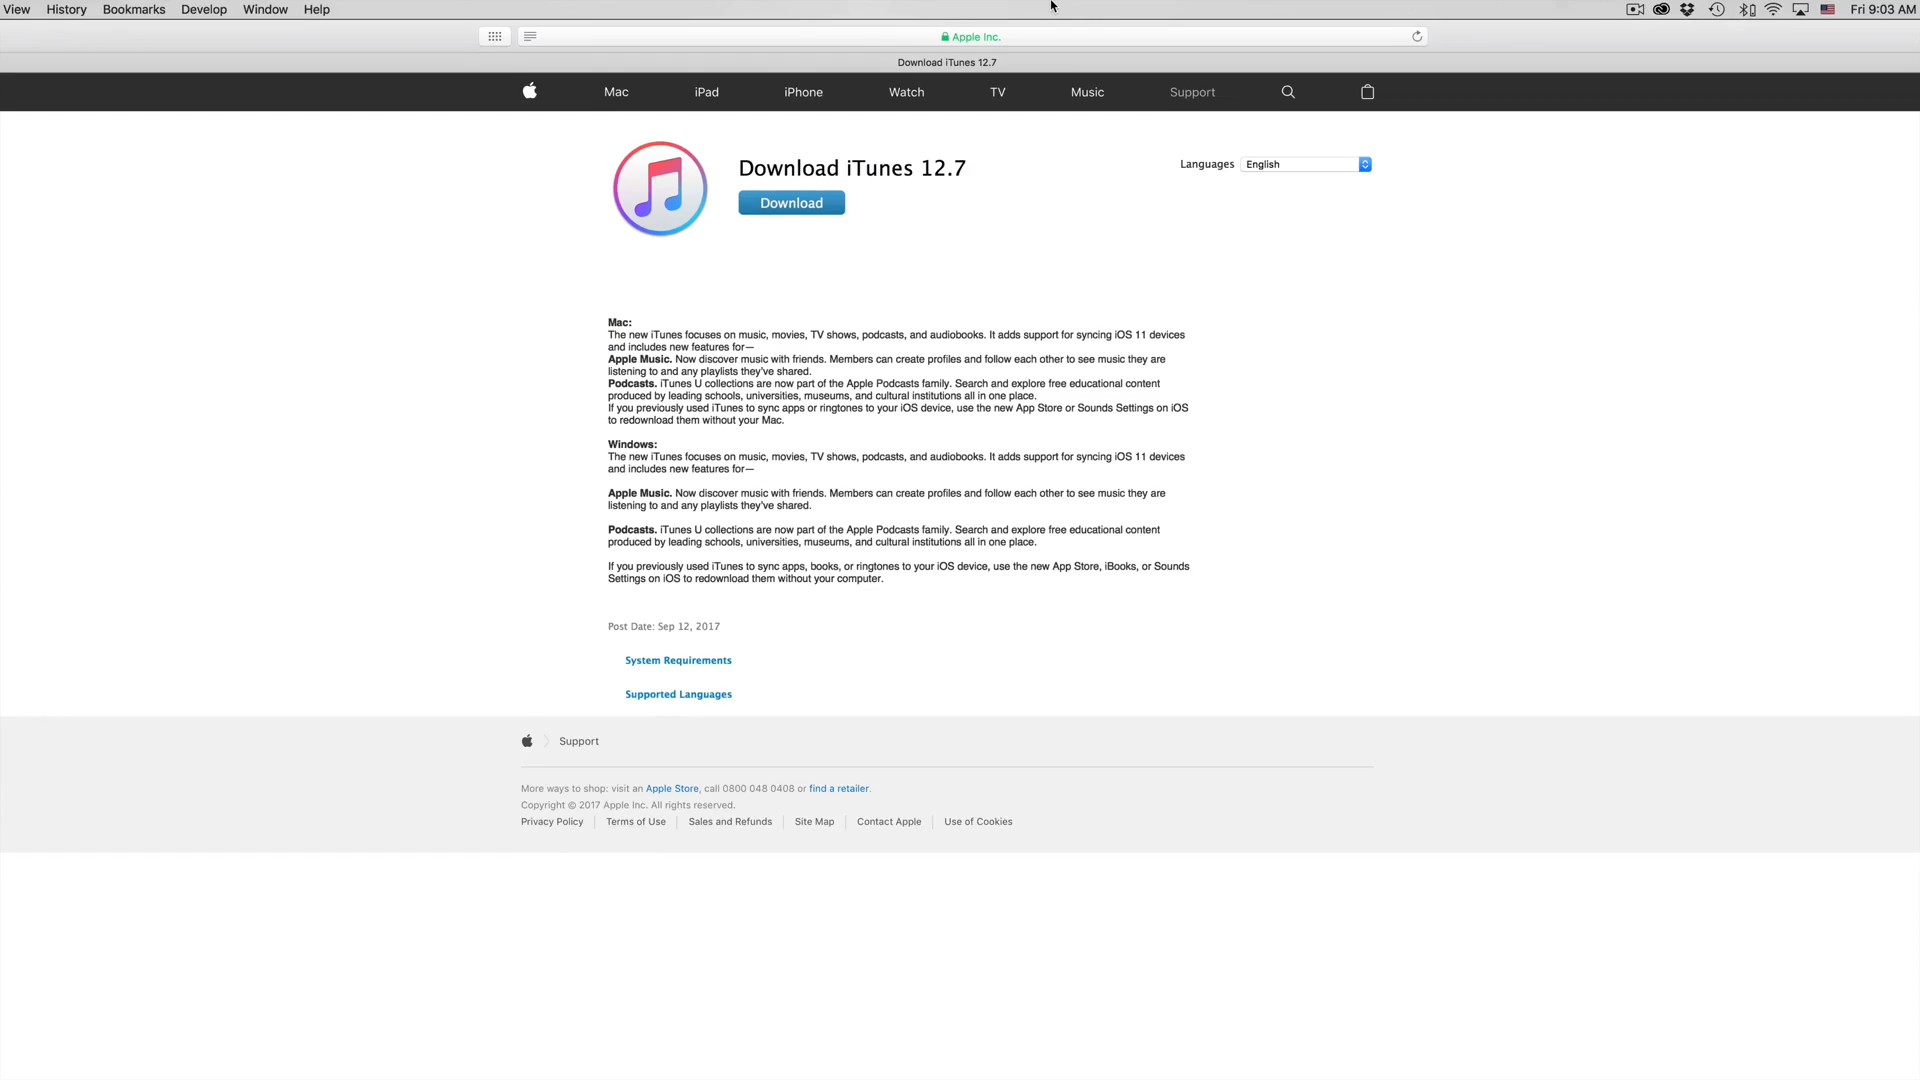 View History Bookmarks Develop Window Help Fri 9:03 AM
Apple Inc.
Download iTunes 12.7
Mac iPad iPhone Watch TV Music Support
Download iTunes 12.7
Languages English
Download
Mac:
The new iTunes focuses on music, movies, TV shows, podcasts, and audiobooks. It adds support for syncing iOS 11 devices
and includes new features for—
Apple Music. Now discover music with friends. Members can create profiles and follow each other to see music they are
listening to and any playlists they've shared.
Podcasts. iTunes U collections are now part of the Apple Podcasts family. Search and explore free educational content
produced by leading schools, universities, museums, and cultural institutions all in one place.
If you previously used iTunes to sync apps or ringtones to your iOS device, use the new App Store or Sounds Settings on iOS
to redownload them without your Mac.
Windows:
The new iTunes focuses on music, movies, TV shows, podcasts, and audiobooks. It adds support for syncing iOS 11 devices
and includes new features for—
Apple Music. Now discover music with friends. Members can create profiles and follow each other to see music they are
listening to and any playlists they've shared.
Podcasts. iTunes U collections are now part of the Apple Podcasts family. Search and explore free educational content
produced by leading schools, universities, museums, and cultural institutions all in one place.
If you previously used iTunes to sync apps, books, or ringtones to your iOS device, use the new App Store, iBooks, or Sounds
Settings on iOS to redownload them without your computer.
Post Date: Sep 12, 2017
System Requirements
Supported Languages
Support
More ways to shop: visit an Apple Store, call 0800 048 0408 or find a retailer.
Copyright © 2017 Apple Inc. All rights reserved.
Privacy Policy Terms of Use Sales and Refunds Site Map Contact Apple Use of Cookies